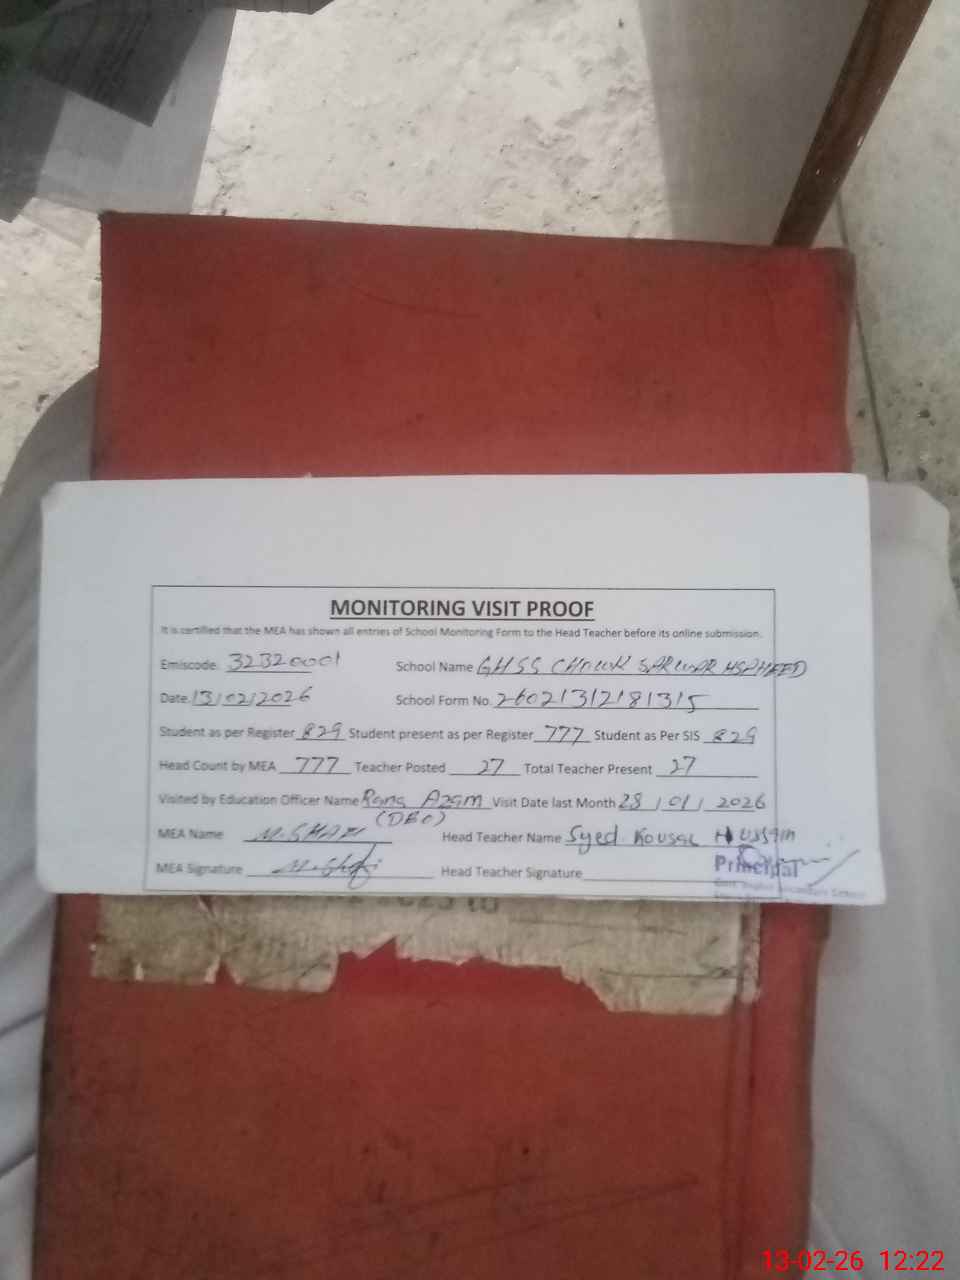 MONITORING VISIT PROOF
It is certified that the MEA has shown all entries of School Monitoring Form to the Head Teacher before its online submission.
Emiscode: 32320001 School Name GHSS CHOWK SARWAR
Date 13/02/2026 School Form No. 26021312181315
Student as per Register 829 Student present as per Register 777 Student as Per SIS 829
Head Count by MEA 777 Teacher Posted 27 Total Teacher Present 27
Visited by Education Officer Name Rana Azam Visit Date last Month 28/01/2026
(DEO)
MEA Name M.SHAFI Head Teacher Name Syed Kousar Hussain
MEA Signature M.Shafi Head Teacher Signature
Principal
13-02-26 12:22